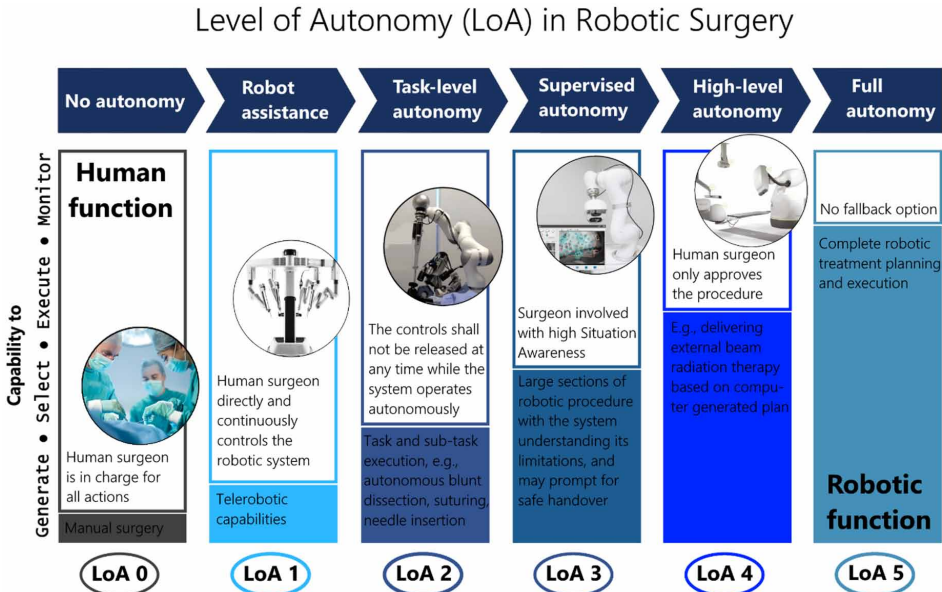 Level of Autonomy (LoA) in Robotic Surgery
No autonomy
Robot
assistance
Task-level
autonomy
Supervised
autonomy
High-level
autonomy
Full
autonomy
Capability to
Generate • Select • Execute • Monitor
Human
function
Human surgeon
is in charge for
all actions
Manual surgery
Human surgeon
directly and
continuously
controls the
robotic system
Telerobotic
capabilities
The controls shall
not be released at
any time while the
system operates
autonomously
Task and sub-task
execution, e.g.,
autonomous blunt
dissection, suturing,
needle insertion
Surgeon involved
with high Situation
Awareness
Large sections of
robotic procedure
with the system
understanding its
limitations, and
may prompt for
safe handover
Human surgeon
only approves
the procedure
E.g., delivering
external beam
radiation therapy
based on compu-
ter generated plan
No fallback option
Complete robotic
treatment planning
and execution
Robotic
function
LoA 0
LoA 1
LoA 2
LoA 3
LoA 4
LoA 5